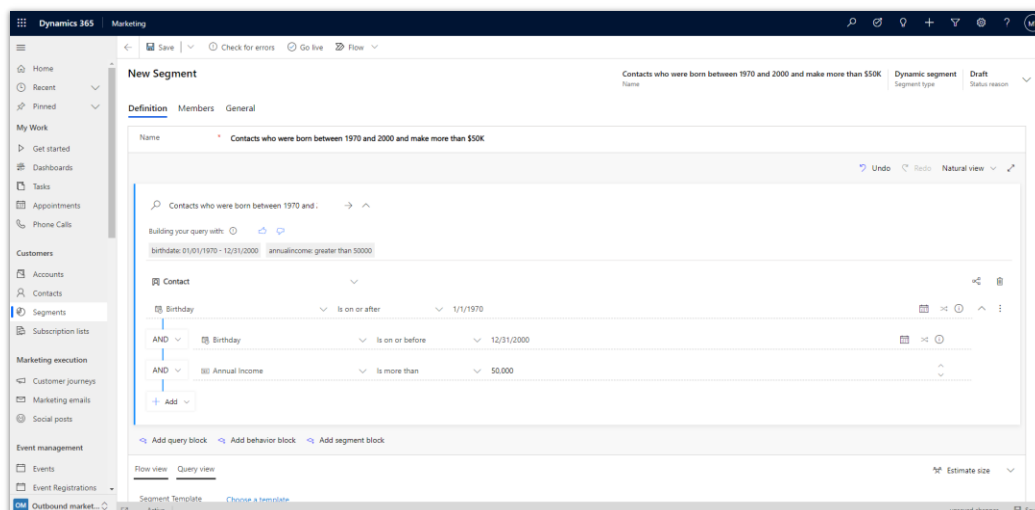 Dynamics 365 Marketing
Save Check for errors Go live Flow
New Segment
Contacts who were born between 1970 and 2000 and make more than $50K
Name
Dynamic segment
Segment type
Draft
Status reason
Home
Recent
Pinned
My Work
Get started
Dashboards
Tasks
Appointments
Phone Calls
Customers
Accounts
Contacts
Segments
Subscription lists
Marketing execution
Customer journeys
Marketing emails
Social posts
Event management
Events
Event Registrations
OM Outbound market...
Definition Members General
Name * Contacts who were born between 1970 and 2000 and make more than $50K
Undo Redo Natural view
Contacts who were born between 1970 and .
Building your query with:
birthdate: 01/01/1970 - 12/31/2000 annualincome: greater than 50000
Contact
Birthday Is on or after 1/1/1970
AND Birthday Is on or before 12/31/2000
AND Annual Income Is more than 50.000
+ Add
Add query block Add behavior block Add segment block
Flow view Query view
Estimate size
Segment Template Choose a template
Active